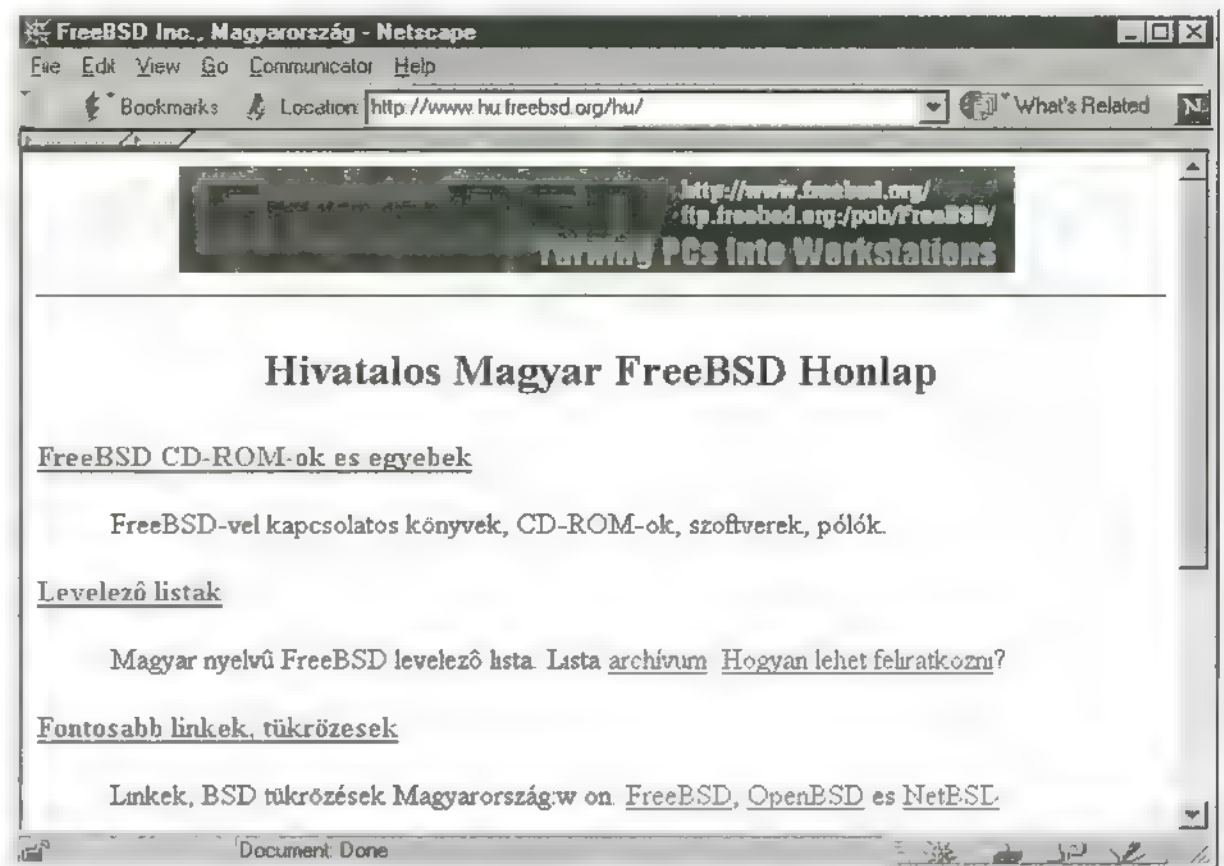 FreeBSD Inc., Magyarország - Netscape
File Edit View Go Communicator Help
Bookmarks Location: http://www.hu.freebsd.org/hu/ What's Related N
http://www.freebsd.org/
ftp.freebsd.org:/pub/FreeBSD/
Turning PCs Into Workstations
Hivatalos Magyar FreeBSD Honlap
FreeBSD CD-ROM-ok es egyebek
FreeBSD-vel kapcsolatos könyvek, CD-ROM-ok, szoftverek, pólók.
Levelezô listak
Magyar nyelvû FreeBSD levelezô lista. Lista archívum Hogyan lehet feliratkozni?
Fontosabb linkek, tükrözesek
Linkek, BSD tükrözések Magyarország:w on. FreeBSD, OpenBSD es NetBSD
Document: Done